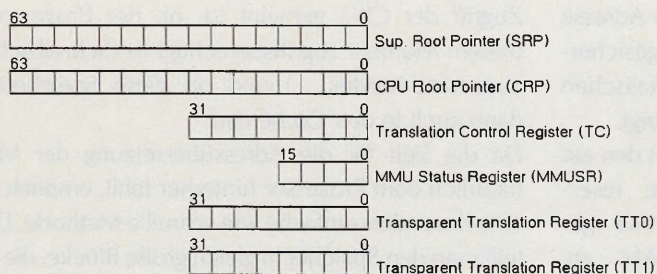 63 0
Sup. Root Pointer (SRP)
63 0
CPU Root Pointer (CRP)
31 0
Translation Control Register (TC)
15 0
MMU Status Register (MMUSR)
31 0
Transparent Translation Register (TT0)
31 0
Transparent Translation Register (TT1)